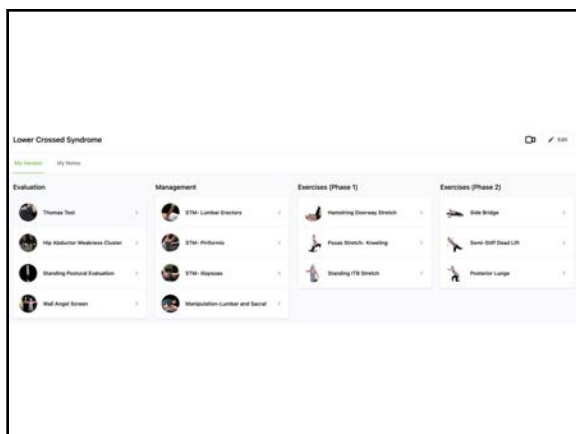 Lower Crossed Syndrome
Edit
My Version My Notes
Evaluation
Thomas Test
Hip Abductor Weakness Cluster
Standing Postural Evaluation
Wall Angel Screen
Management
STM- Lumbar Erectors
STM- Piriformis
STM- Iliopsoas
Manipulation-Lumbar and Sacral
Exercises (Phase 1)
Hamstring Doorway Stretch
Psoas Stretch- Kneeling
Standing ITB Stretch
Exercises (Phase 2)
Side Bridge
Semi-Stiff Dead Lift
Posterior Lunge